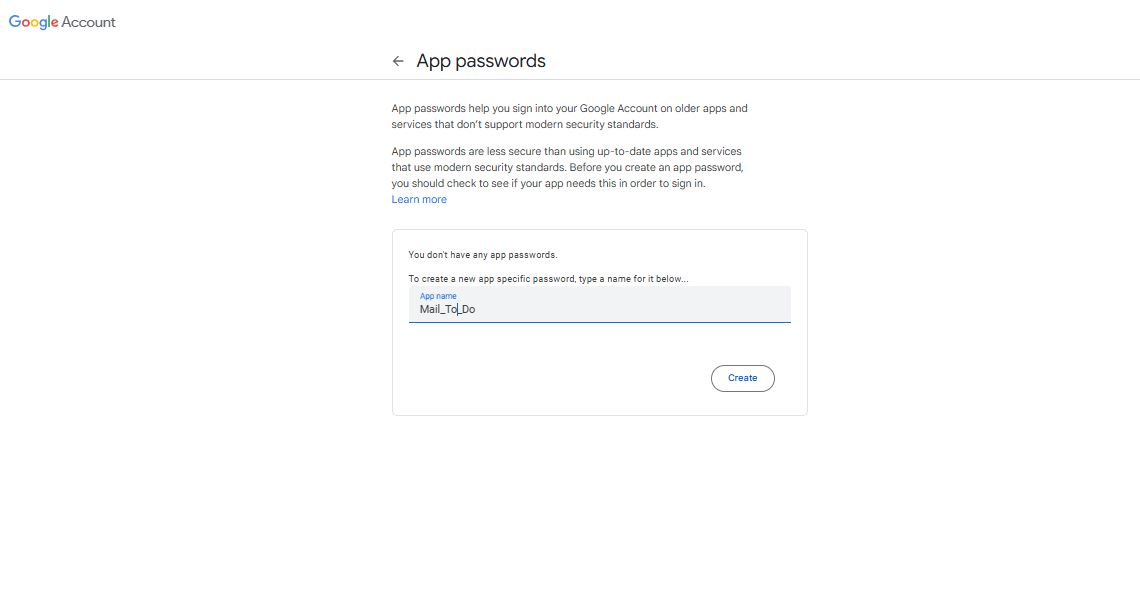 Google Account
← App passwords
App passwords help you sign into your Google Account on older apps and
services that don't support modern security standards.
App passwords are less secure than using up-to-date apps and services
that use modern security standards. Before you create an app password,
you should check to see if your app needs this in order to sign in.
Learn more
You don't have any app passwords.
To create a new app specific password, type a name for it below...
App name
Mail_To_Do
Create